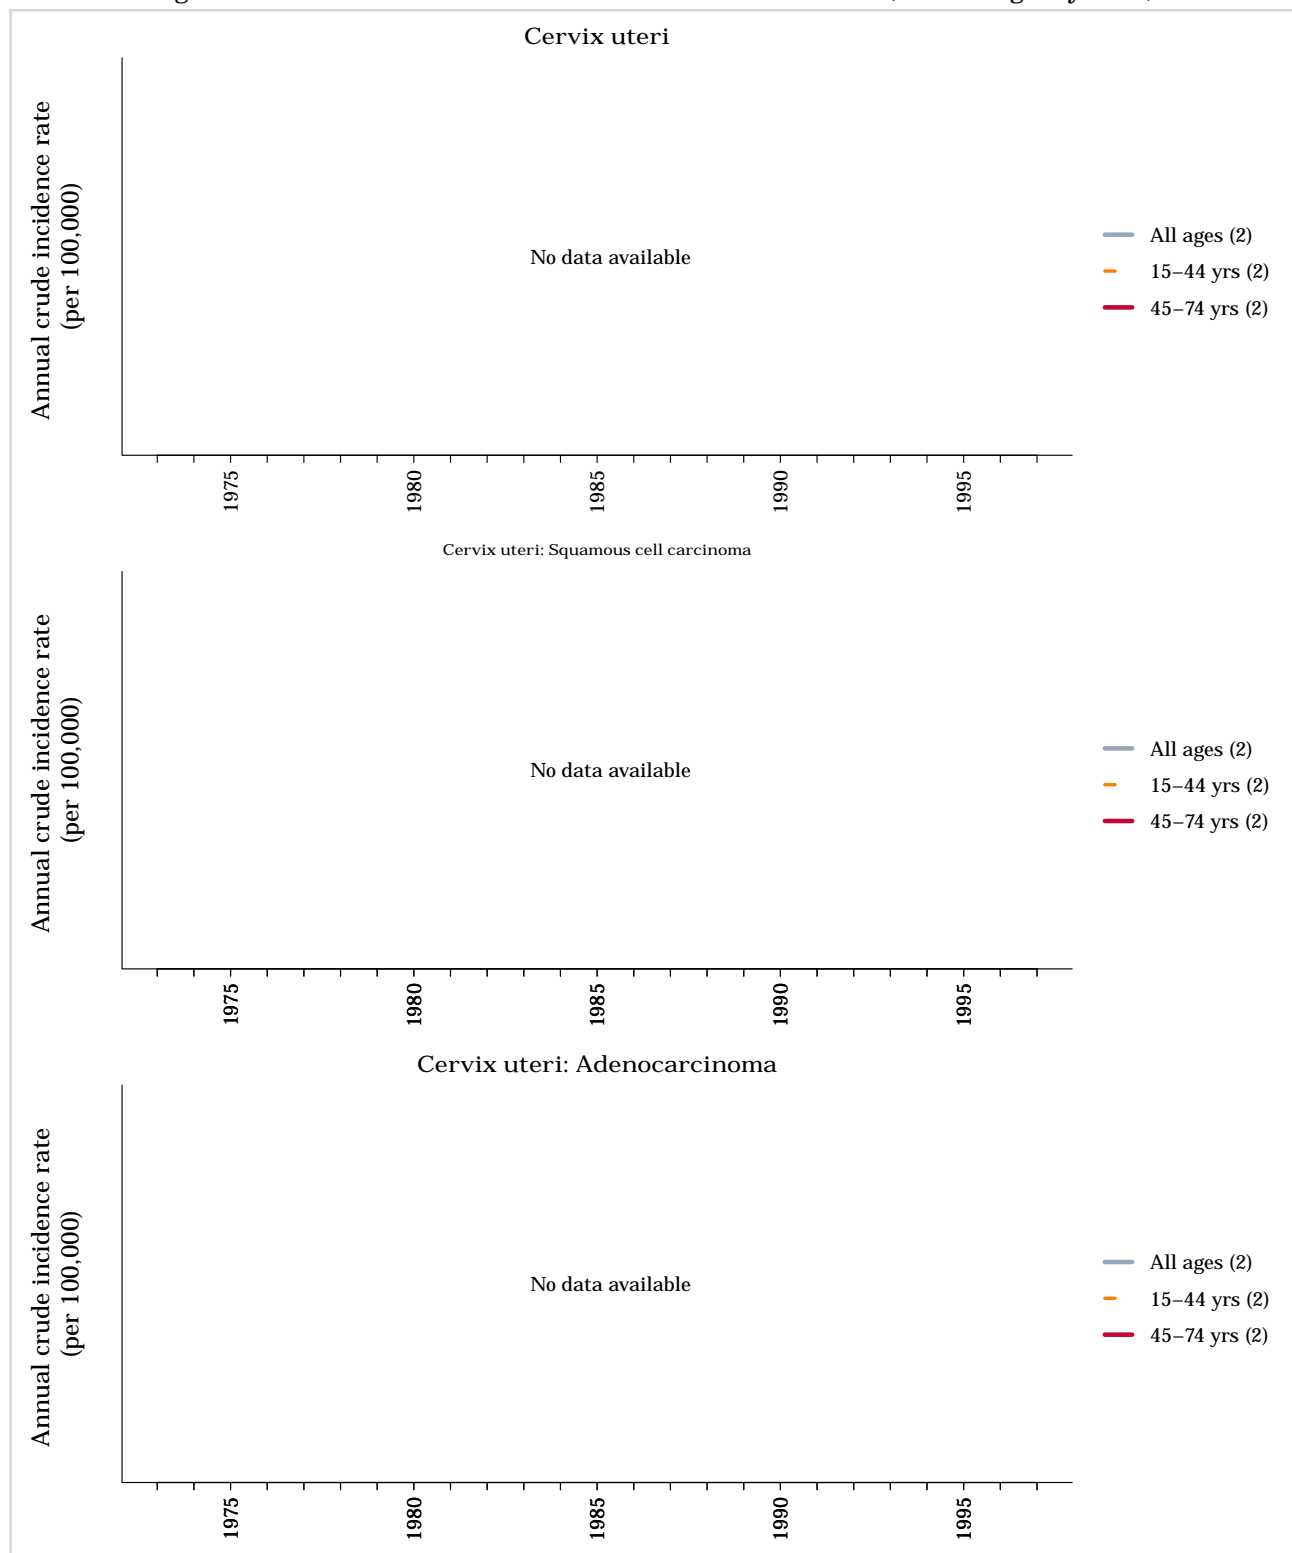 Cervix uteri
Annual crude incidence rate
(per 100,000)
No data available
All ages (2)
15–44 yrs (2)
45–74 yrs (2)
1975
1980
1985
1990
1995
Cervix uteri: Squamous cell carcinoma
Annual crude incidence rate
(per 100,000)
No data available
All ages (2)
15–44 yrs (2)
45–74 yrs (2)
1975
1980
1985
1990
1995
Cervix uteri: Adenocarcinoma
Annual crude incidence rate
(per 100,000)
No data available
All ages (2)
15–44 yrs (2)
45–74 yrs (2)
1975
1980
1985
1990
1995